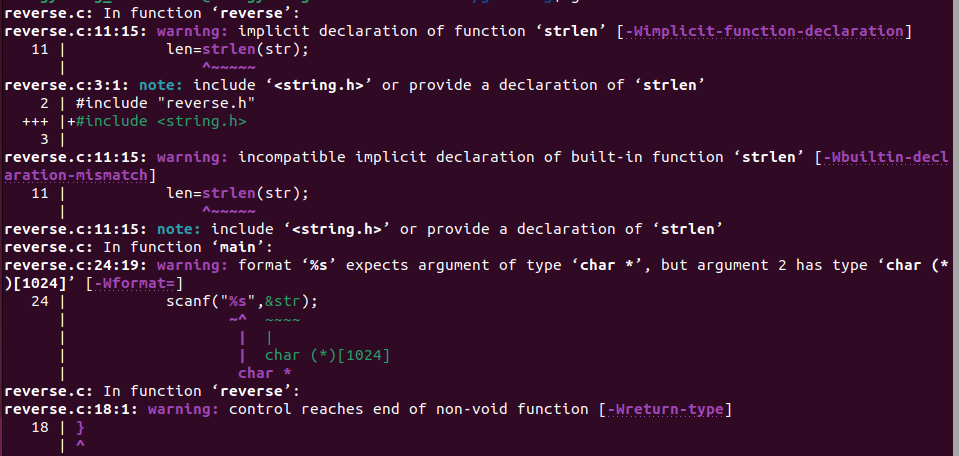 reverse.c: In function ‘reverse’:
reverse.c:11:15: warning: implicit declaration of function ‘strlen’ [-Wimplicit-function-declaration]
   11 |           len=strlen(str);
      |               ^~~~~~
reverse.c:3:1: note: include ‘<string.h>’ or provide a declaration of ‘strlen’
    2 | #include "reverse.h"
  +++ |+#include <string.h>
    3 |
reverse.c:11:15: warning: incompatible implicit declaration of built-in function ‘strlen’ [-Wbuiltin-decl
aration-mismatch]
   11 |           len=strlen(str);
      |               ^~~~~~
reverse.c:11:15: note: include ‘<string.h>’ or provide a declaration of ‘strlen’
reverse.c: In function ‘main’:
reverse.c:24:19: warning: format ‘%s’ expects argument of type ‘char *’, but argument 2 has type ‘char (*
)[1024]’ [-Wformat=]
   24 |           scanf("%s",&str);
      |                  ~^  ~~~~
      |                   |  |
      |                   |  char (*)[1024]
      |                   char *
reverse.c: In function ‘reverse’:
reverse.c:18:1: warning: control reaches end of non-void function [-Wreturn-type]
   18 | }
      | ^